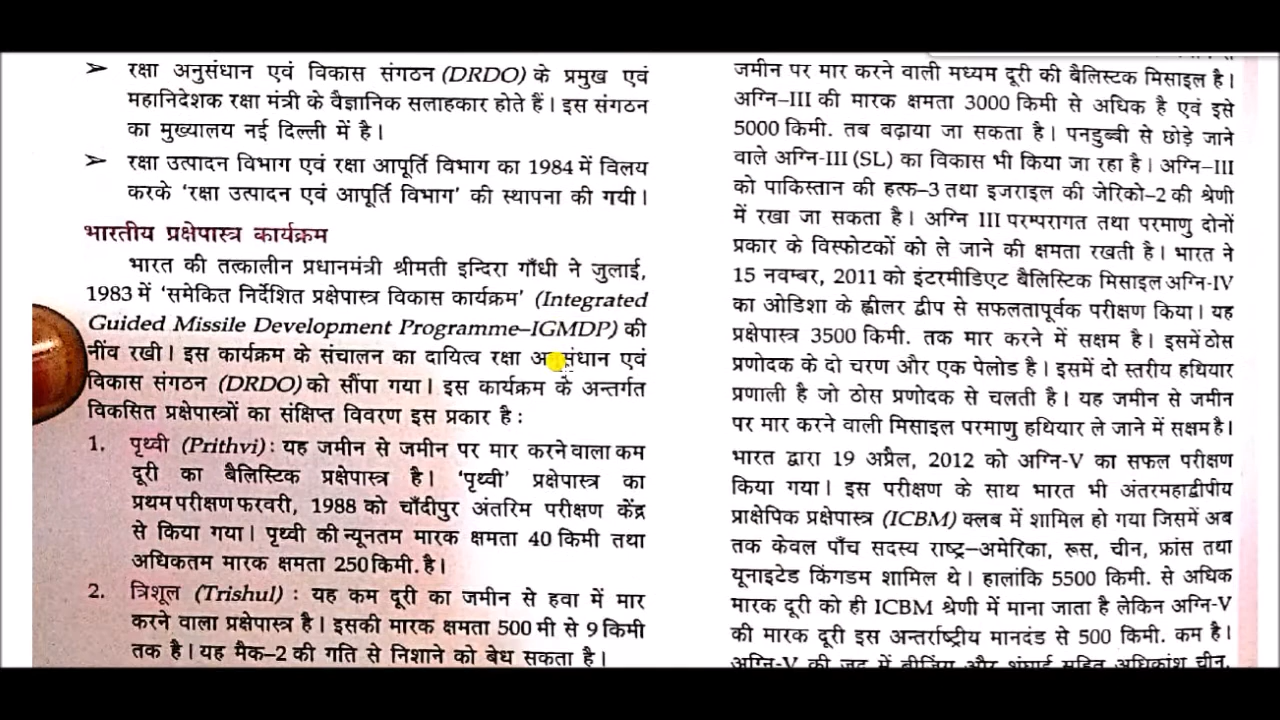 ➤ रक्षा अनुसंधान एवं विकास संगठन (DRDO) के प्रमुख एवं
महानिदेशक रक्षा मंत्री के वैज्ञानिक सलाहकार होते हैं। इस संगठन
का मुख्यालय नई दिल्ली में है।
➤ रक्षा उत्पादन विभाग एवं रक्षा आपूर्ति विभाग का 1984 में विलय
करके 'रक्षा उत्पादन एवं आपूर्ति विभाग' की स्थापना की गयी।
भारतीय प्रक्षेपास्त्र कार्यक्रम
भारत की तत्कालीन प्रधानमंत्री श्रीमती इन्दिरा गाँधी ने जुलाई,
1983 में 'समेकित निर्देशित प्रक्षेपास्त्र विकास कार्यक्रम' (Integrated
Guided Missile Development Programme–IGMDP) की
नींव रखी। इस कार्यक्रम के संचालन का दायित्व रक्षा एवं
विकास संगठन (DRDO) को सौंपा गया। इस कार्यक्रम के अन्तर्गत
विकसित प्रक्षेपास्त्रों का संक्षिप्त विवरण इस प्रकार है :
1. पृथ्वी (Prithvi) : यह जमीन से जमीन पर मार करने वाला कम
दूरी का बैलिस्टिक प्रक्षेपास्त्र है। 'पृथ्वी' प्रक्षेपास्त्र का
प्रथम परीक्षण फरवरी, 1988 को चाँदीपुर अंतरिम परीक्षण केंद्र
से किया गया। पृथ्वी की न्यूनतम मारक क्षमता 40 किमी तथा
अधिकतम मारक क्षमता 250 किमी. है।
2. त्रिशूल (Trishul) : यह कम दूरी का जमीन से हवा में मार
करने वाला प्रक्षेपास्त्र है। इसकी मारक क्षमता 500 मी से 9 किमी
तक है। यह मैक-2 की गति से निशाने को बेध सकता है।
जमीन पर मार करने वाली मध्यम दूरी की बैलिस्टिक मिसाइल है।
अग्नि–III की मारक क्षमता 3000 किमी से अधिक है एवं इसे
5000 किमी. तब बढ़ाया जा सकता है। पनडुब्बी से छोड़े जाने
वाले अग्नि-III (SL) का विकास भी किया जा रहा है। अग्नि–III
को पाकिस्तान की हत्फ–3 तथा इजराइल की जेरिको–2 की श्रेणी
में रखा जा सकता है। अग्नि III परम्परागत तथा परमाणु दोनों
प्रकार के विस्फोटकों को ले जाने की क्षमता रखती है। भारत ने
15 नवम्बर, 2011 को इंटरमीडिएट बैलिस्टिक मिसाइल अग्नि-IV
का ओडिशा के ह्वीलर द्वीप से सफलतापूर्वक परीक्षण किया। यह
प्रक्षेपास्त्र 3500 किमी. तक मार करने में सक्षम है। इसमें ठोस
प्रणोदक के दो चरण और एक पेलोड है। इसमें दो स्तरीय हथियार
प्रणाली है जो ठोस प्रणोदक से चलती है। यह जमीन से जमीन
पर मार करने वाली मिसाइल परमाणु हथियार ले जाने में सक्षम है।
भारत द्वारा 19 अप्रैल, 2012 को अग्नि-V का सफल परीक्षण
किया गया। इस परीक्षण के साथ भारत भी अंतरमहाद्वीपीय
प्राक्षेपिक प्रक्षेपास्त्र (ICBM) क्लब में शामिल हो गया जिसमें अब
तक केवल पाँच सदस्य राष्ट्र–अमेरिका, रूस, चीन, फ्रांस तथा
यूनाइटेड किंगडम शामिल थे। हालांकि 5500 किमी. से अधिक
मारक दूरी को ही ICBM श्रेणी में माना जाता है लेकिन अग्नि-V
की मारक दूरी इस अन्तर्राष्ट्रीय मानदंड से 500 किमी. कम है।
अग्नि-V की जद में बीजिंग और शंघाई सहित अधिकांश चीन,